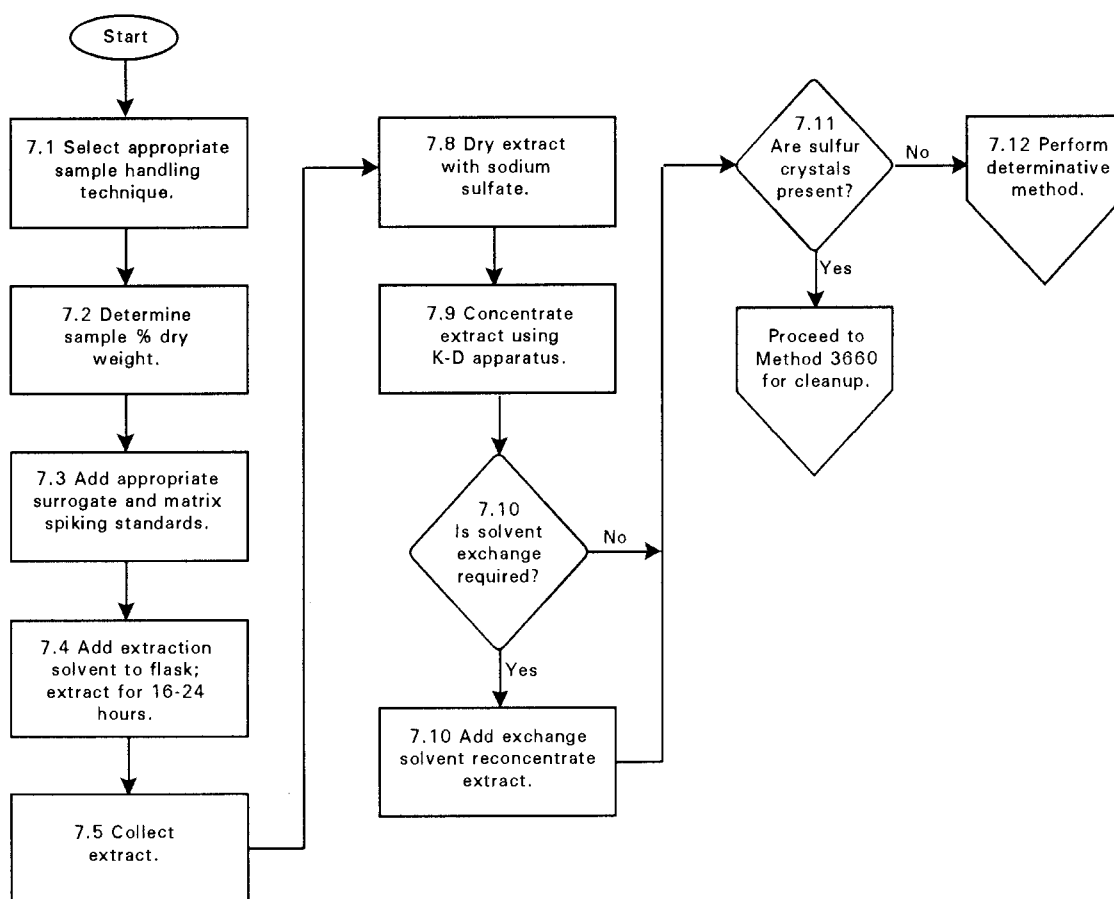 Start
7.1 Select appropriate
sample handling
technique.
7.2 Determine
sample % dry
weight.
7.3 Add appropriate
surrogate and matrix
spiking standards.
7.4 Add extraction
solvent to flask;
extract for 16-24
hours.
7.5 Collect
extract.
7.8 Dry extract
with sodium
sulfate.
7.9 Concentrate
extract using
K-D apparatus.
7.10
Is solvent
exchange
required?
No
Yes
7.10 Add exchange
solvent reconcentrate
extract.
7.11
Are sulfur
crystals
present?
No
Yes
Proceed to
Method 3660
for cleanup.
7.12 Perform
determinative
method.